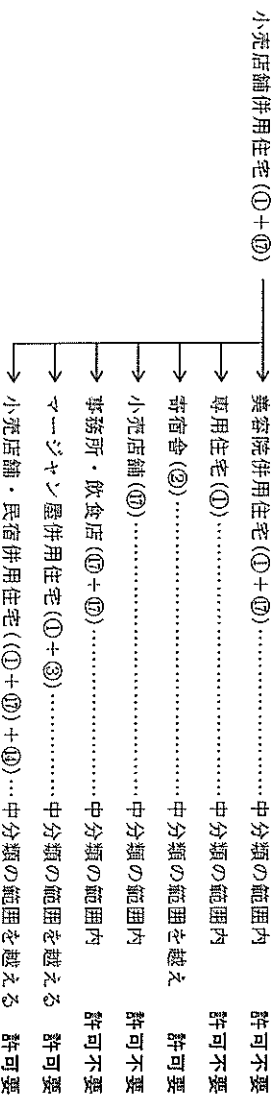 小売店舗併用住宅(①+⑰)
美容院併用住宅(①+⑰)……………中分類の範囲内 許可不要
専用住宅(①)……………………中分類の範囲内 許可不要
寄宿舎(②)……………………中分類の範囲を越え 許可要
小売店舗(⑰)……………………中分類の範囲内 許可不要
事務所・飲食店(⑰+⑰)……………中分類の範囲内 許可不要
マージャン屋併用住宅(①+③)…………中分類の範囲を越える 許可要
小売店舗・民宿併用住宅((①+⑰)+⑭)…中分類の範囲を越える 許可要